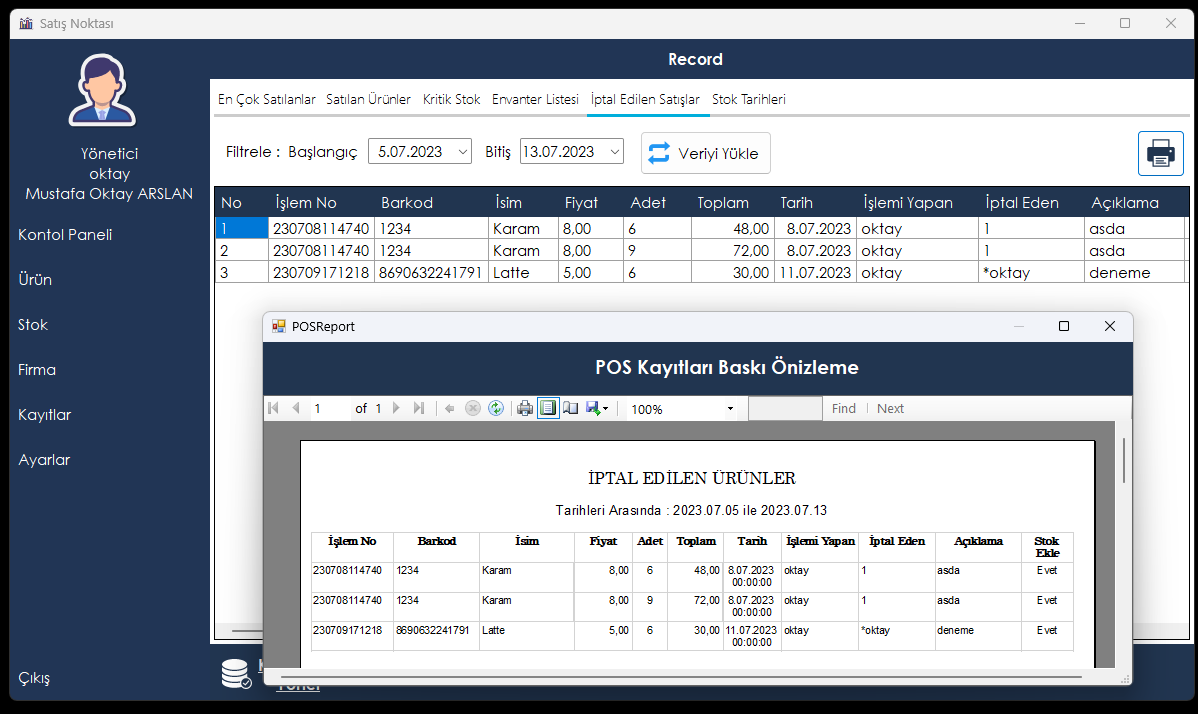 Satış Noktası
Record
Yönetici
oktay
Mustafa Oktay ARSLAN
Kontol Paneli
Ürün
Stok
Firma
Kayıtlar
Ayarlar
Çıkış
En Çok Satılanlar Satılan Ürünler Kritik Stok Envanter Listesi İptal Edilen Satışlar Stok Tarihleri
Filtrele : Başlangıç 5.07.2023 Bitiş 13.07.2023 Veriyi Yükle
No İşlem No Barkod İsim Fiyat Adet Toplam Tarih İşlemi Yapan İptal Eden Açıklama
1 230708114740 1234 Karam 8,00 6 48,00 8.07.2023 oktay 1 asda
2 230708114740 1234 Karam 8,00 9 72,00 8.07.2023 oktay 1 asda
3 230709171218 8690632241791 Latte 5,00 6 30,00 11.07.2023 oktay *oktay deneme
POSReport
POS Kayıtları Baskı Önizleme
1 of 1 100% Find Next
İPTAL EDİLEN ÜRÜNLER
Tarihleri Arasında : 2023.07.05 ile 2023.07.13
İşlem No Barkod İsim Fiyat Adet Toplam Tarih İşlemi Yapan İptal Eden Açıklama Stok
Ekle
230708114740 1234 Karam 8,00 6 48,00 8.07.2023 oktay 1 asda Evet
00:00:00
230708114740 1234 Karam 8,00 9 72,00 8.07.2023 oktay 1 asda Evet
00:00:00
230709171218 8690632241791 Latte 5,00 6 30,00 11.07.2023 oktay *oktay deneme Evet
00:00:00